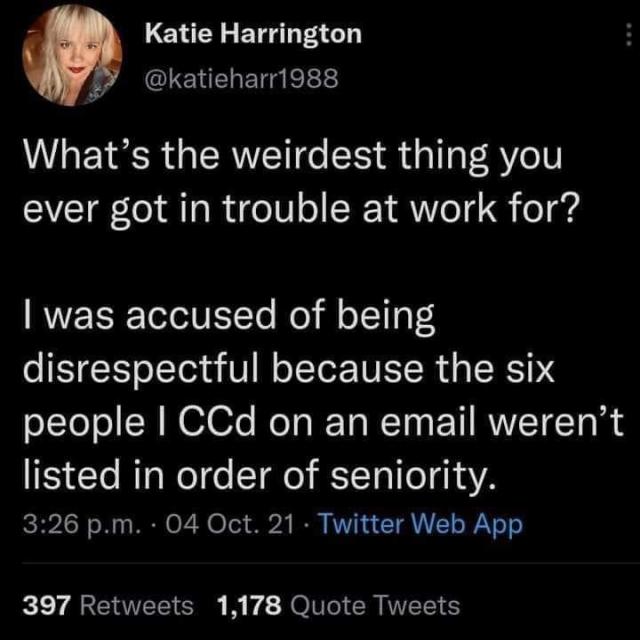 Katie Harrington
@katieharr1988
What's the weirdest thing you
ever got in trouble at work for?
I was accused of being
disrespectful because the six
people I CCd on an email weren't
listed in order of seniority.
3:26 p.m. · 04 Oct. 21 · Twitter Web App
397 Retweets 1,178 Quote Tweets